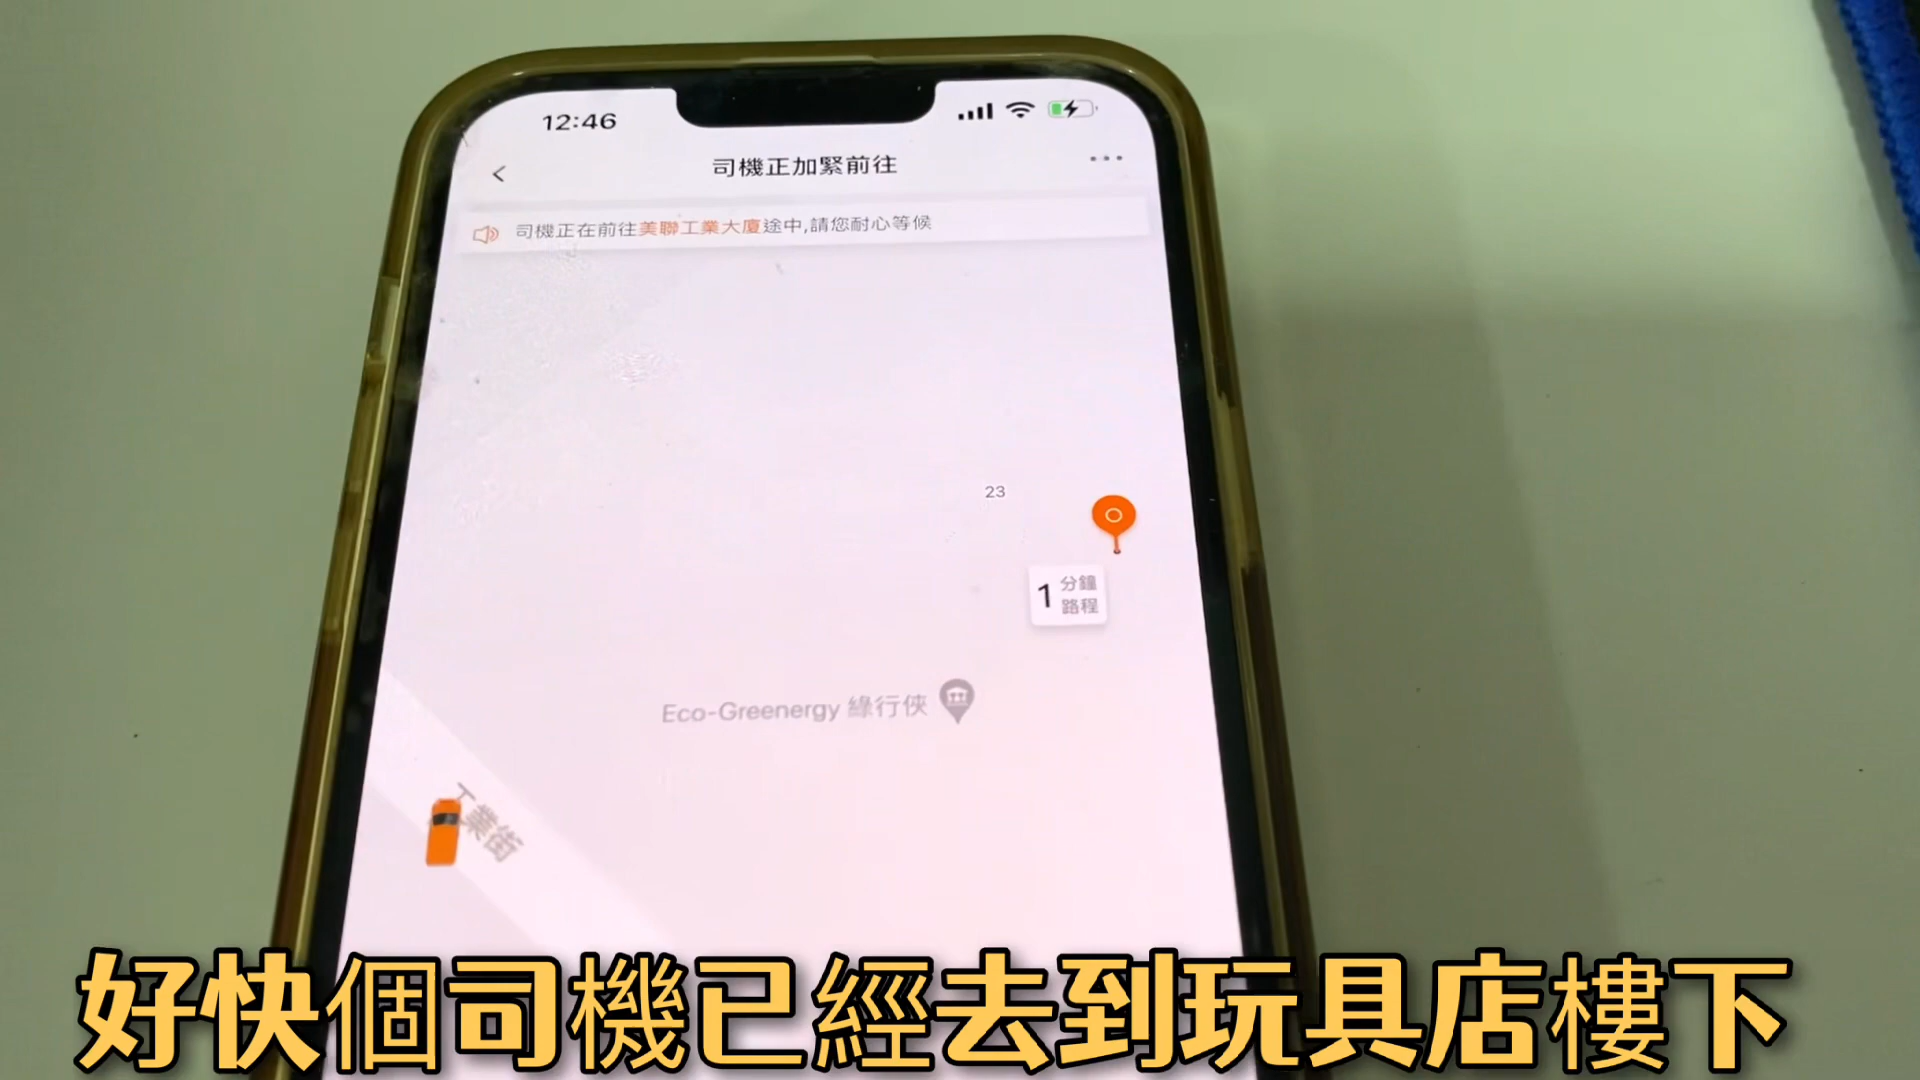 12:46
司機正加緊前往
司機正在前往美聯工業大廈途中,請您耐心等候
23
1 分鐘
路程
Eco-Greenergy 綠行俠
工業街
好快個司機已經去到玩具店樓下